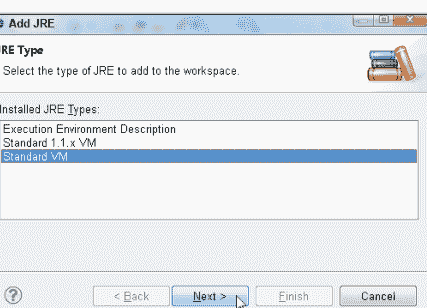 Add JRE
JRE Type
Select the type of JRE to add to the workspace.
Installed JRE Types:
Execution Environment Description
Standard 1.1.x VM
Standard VM
< Back
Next >
Finish
Cancel